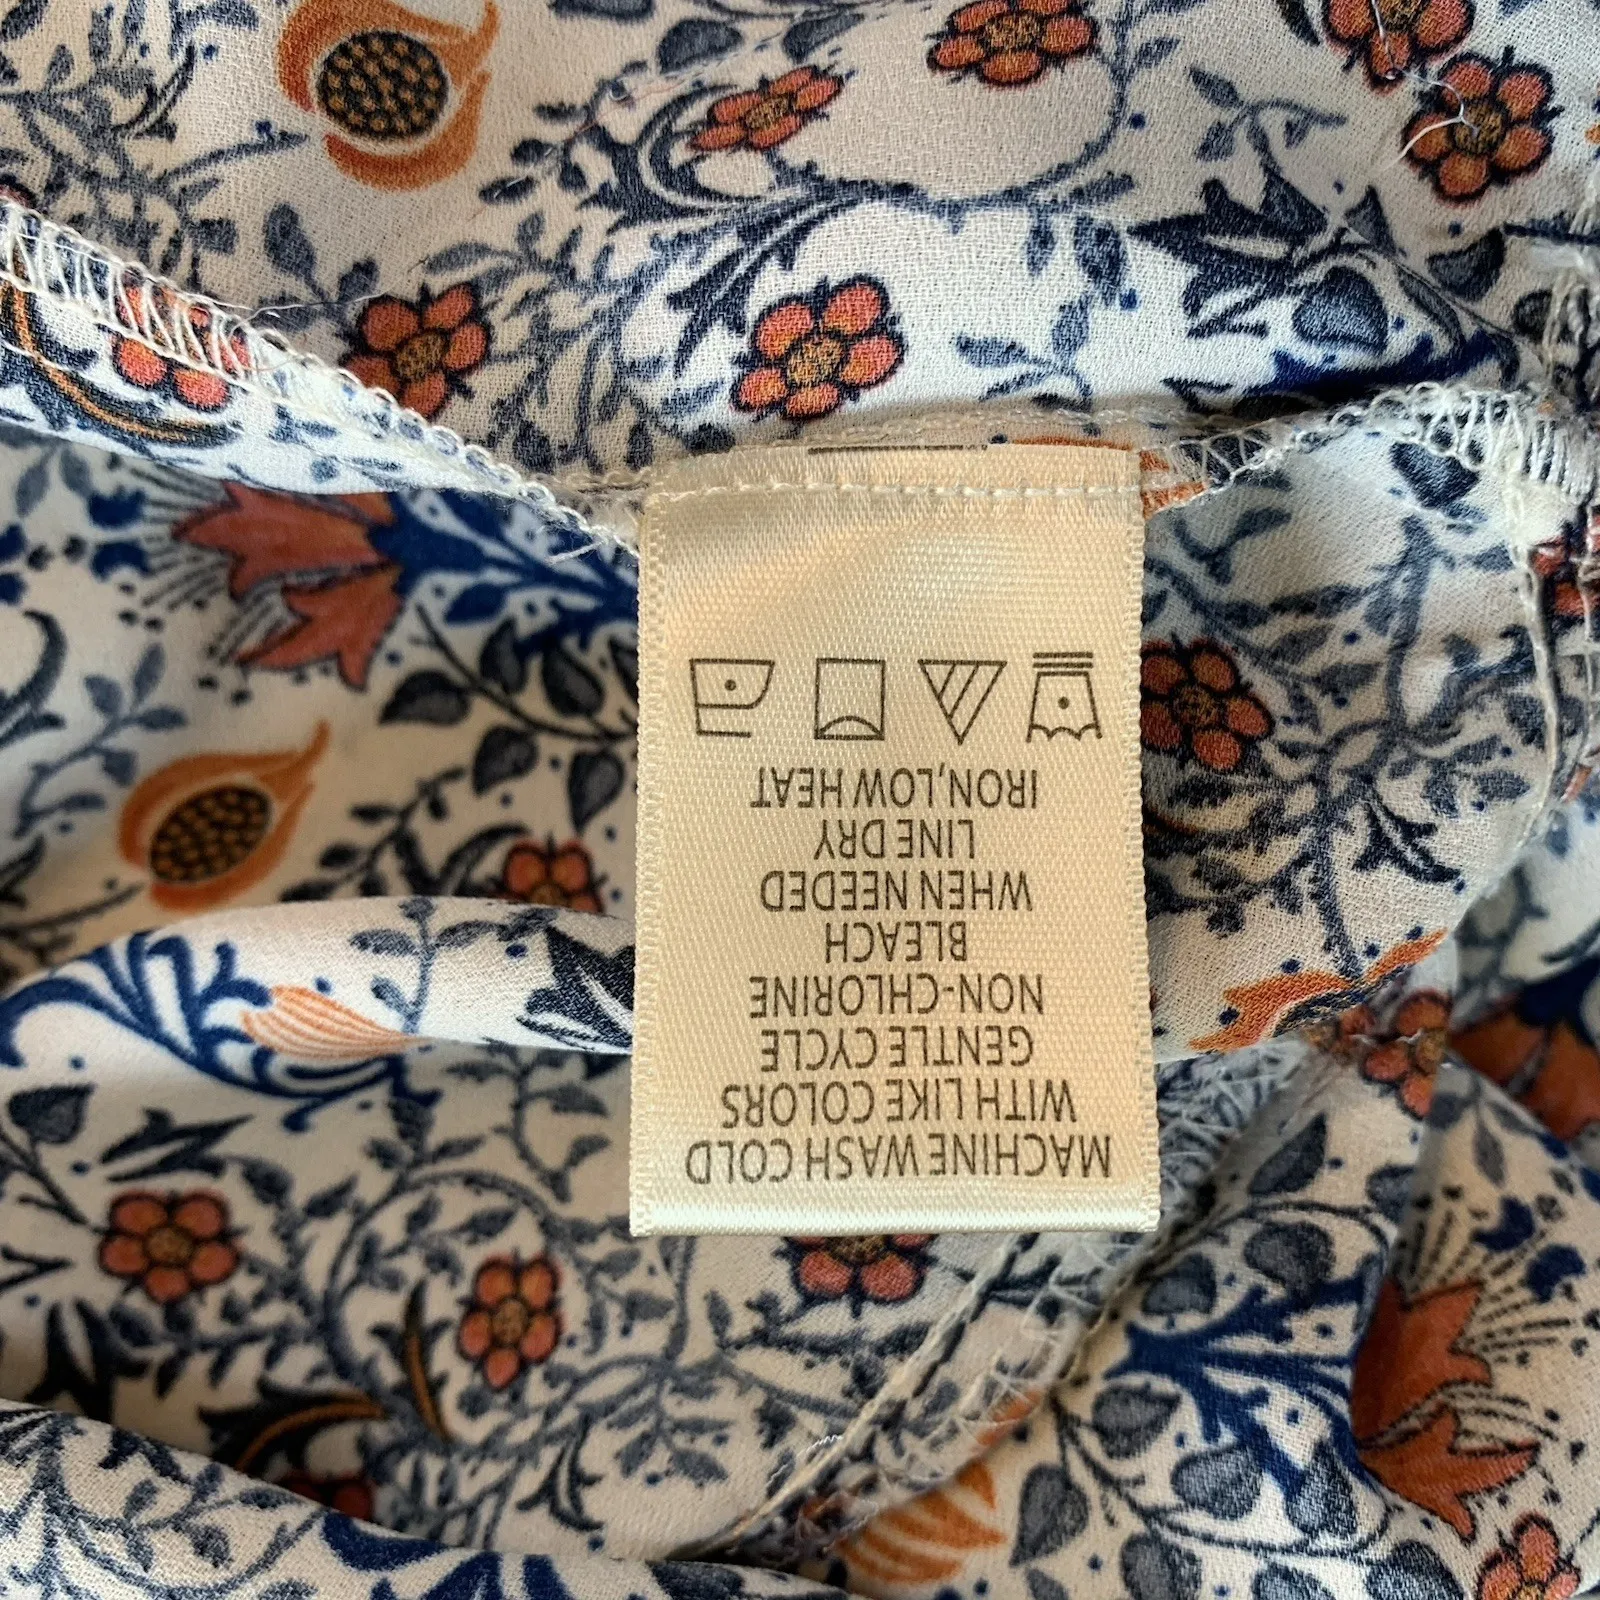 MACHINE WASH COLD
WITH LIKE COLORS
GENTLE CYCLE
NON-CHLORINE
BLEACH
WHEN NEEDED
LINE DRY
IRON,LOW HEAT